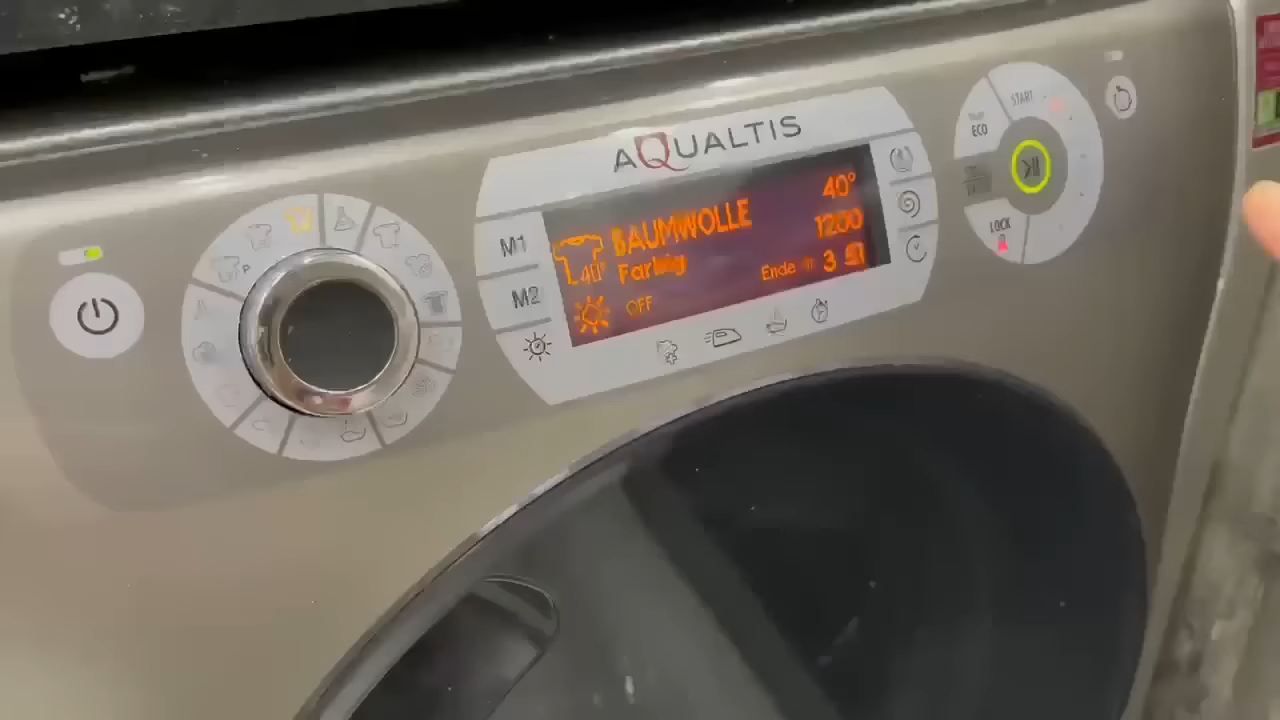 AQUALTIS
M1
M2
BAUMWOLLE
40°
Farbig
40°
1200
OFF
Ende
3
START
ECO
LOCK
P